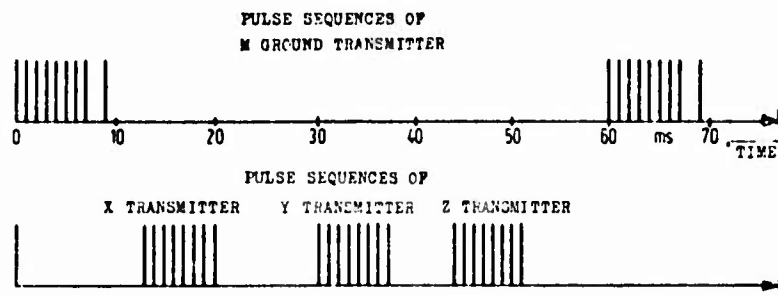 PULSE SEQUENCES OF
M GROUND TRANSMITTER
0 10 20 30 40 50 60 ms 70
TIME
PULSE SEQUENCES OF
X TRANSMITTER Y TRANSMITTER Z TRANSMITTER